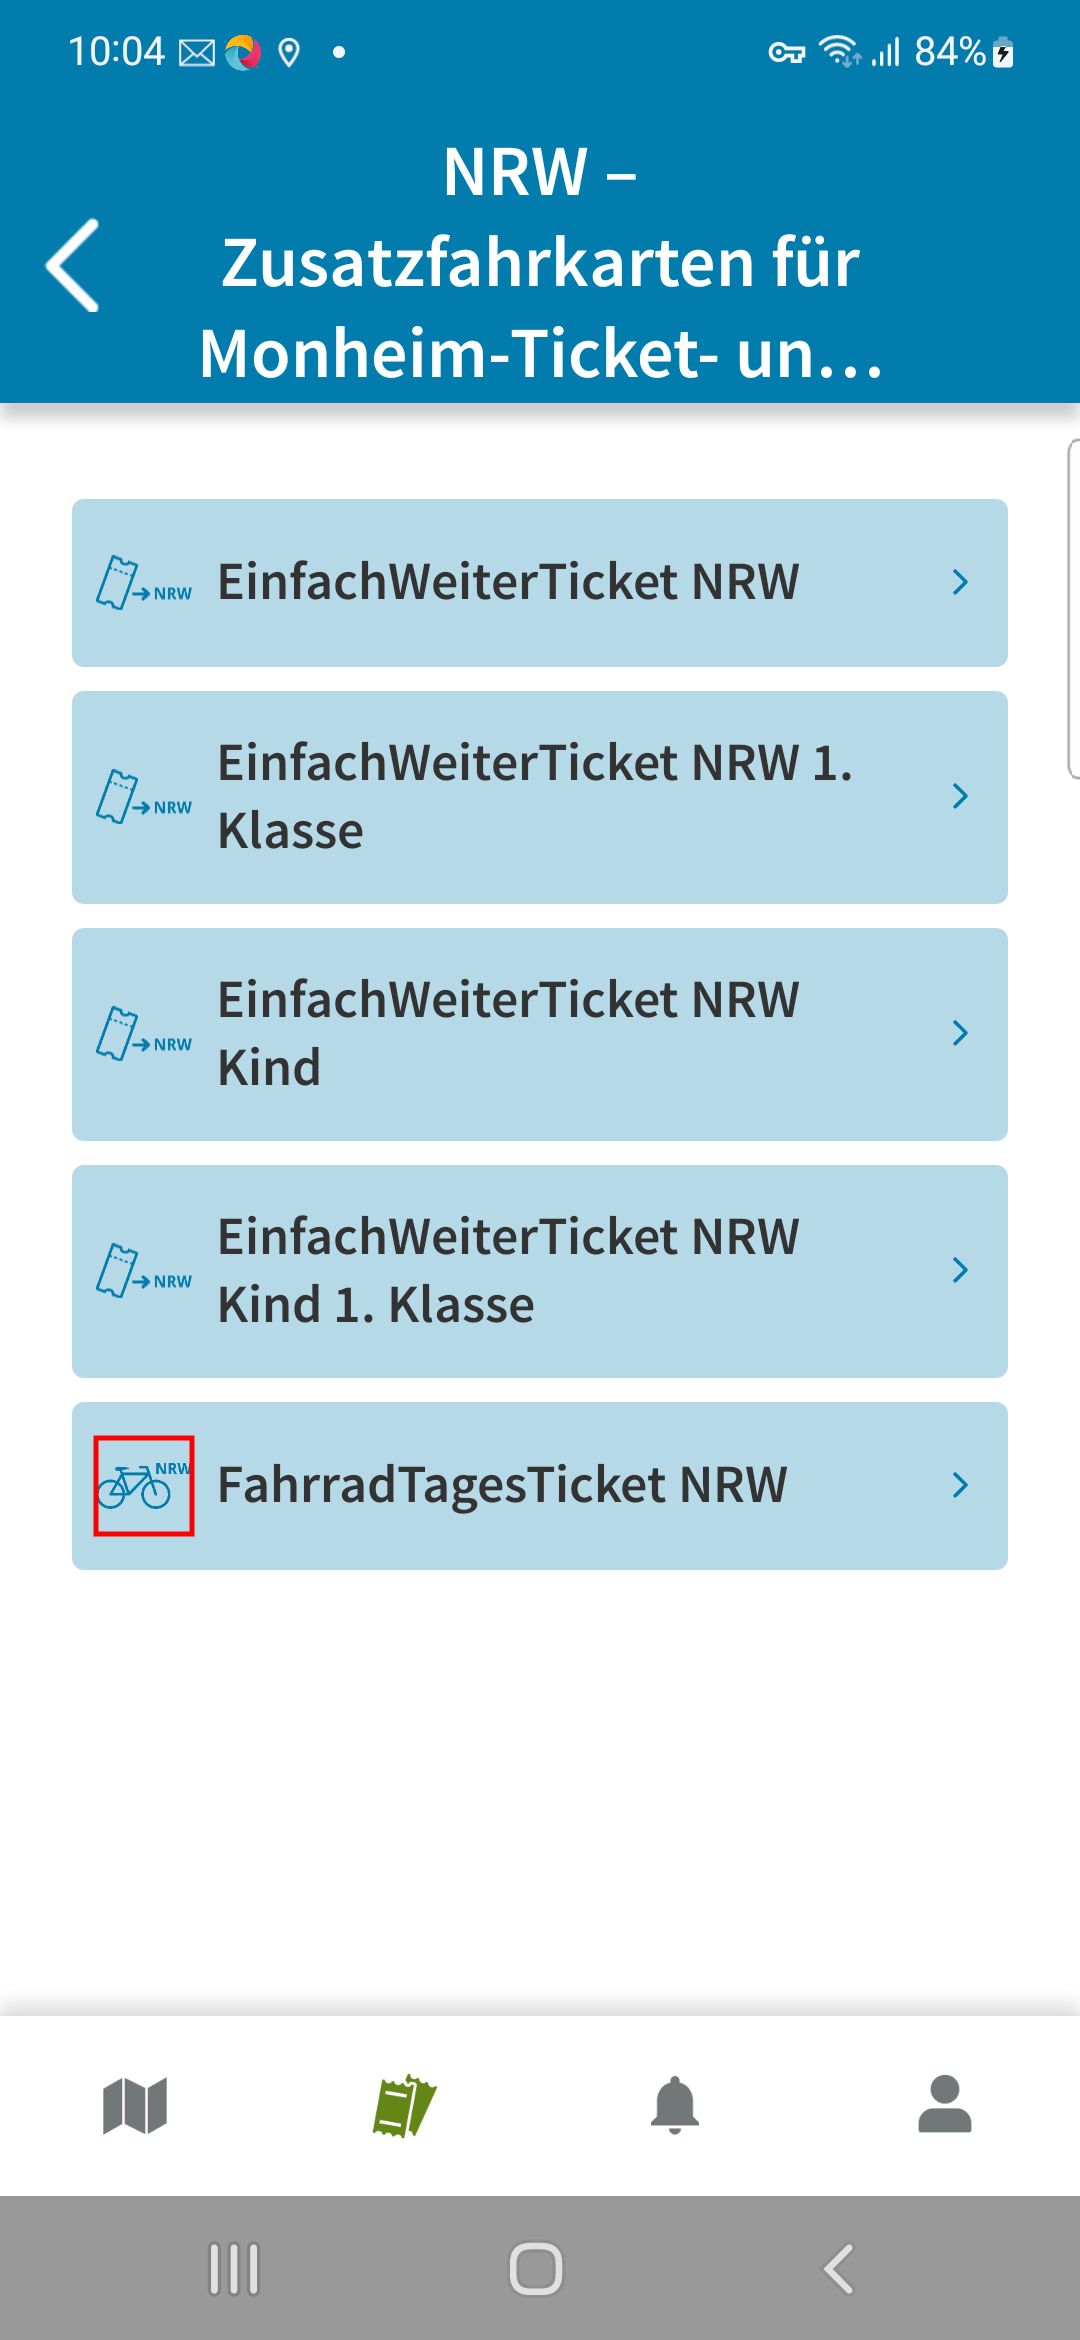 10:04
84%
NRW –
Zusatzfahrkarten für
Monheim-Ticket- un...
NRW
EinfachWeiterTicket NRW
NRW
EinfachWeiterTicket NRW 1.
Klasse
NRW
EinfachWeiterTicket NRW
Kind
NRW
EinfachWeiterTicket NRW
Kind 1. Klasse
NRW
FahrradTagesTicket NRW